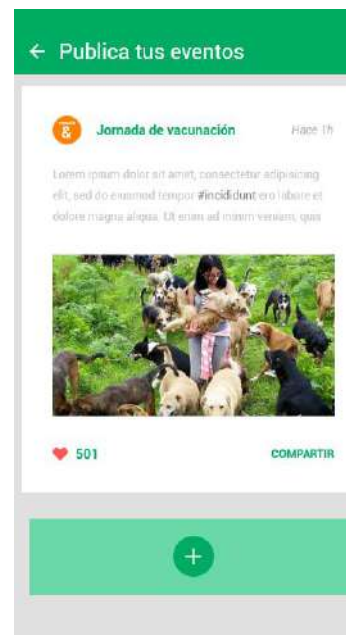 ← Publica tus eventos
&
Jornada de vacunación
Hace 1h
Lorem ipsum dolor sit amet, consectetur adipisicing
elit, sed do eiusmod tempor #incididunt ero labore et
dolore magna aliqua. Ut enim ad minim veniam, quis
501
COMPARTIR
+